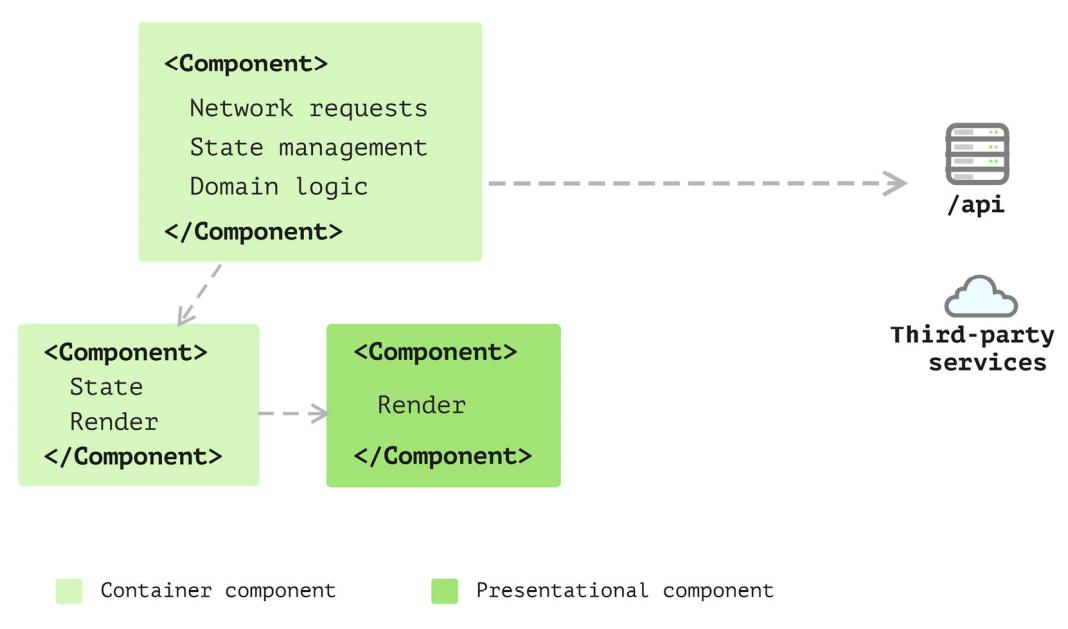 <Component>
Network requests
State management
Domain logic
</Component>
/api
Third-party
services
<Component>
State
Render
</Component>
<Component>
Render
</Component>
Container component
Presentational component